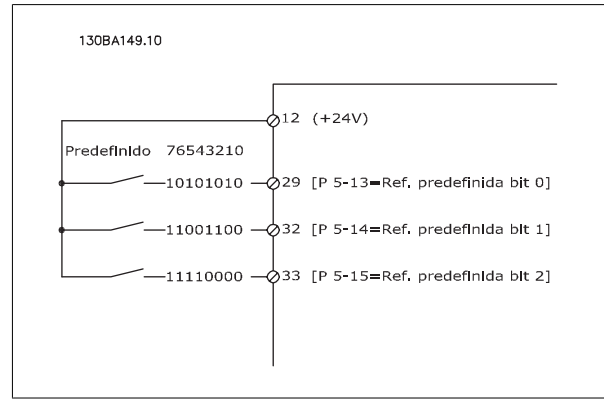 130BA149.10
12 (+24V)
Predefinido 76543210
10101010 29 [P 5-13=Ref. predefinida bit 0]
11001100 32 [P 5-14=Ref. predefinida bit 1]
11110000 33 [P 5-15=Ref. predefinida bit 2]